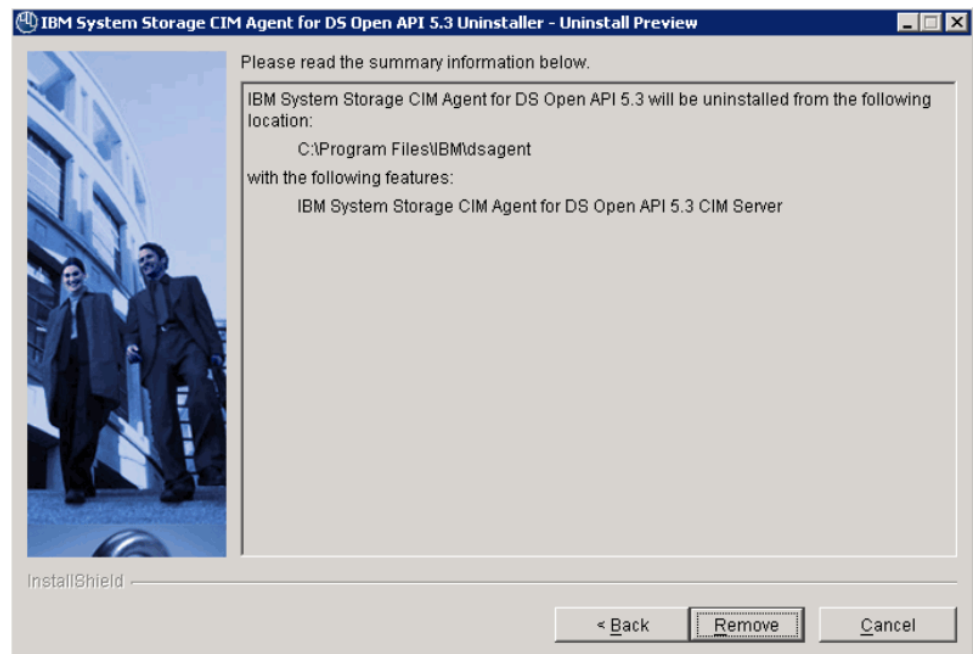 IBM System Storage CIM Agent for DS Open API 5.3 Uninstaller - Uninstall Preview
Please read the summary information below.
IBM System Storage CIM Agent for DS Open API 5.3 will be uninstalled from the following
location:
C:\Program Files\IBM\dsagent
with the following features:
IBM System Storage CIM Agent for DS Open API 5.3 CIM Server
InstallShield
< Back
Remove
Cancel